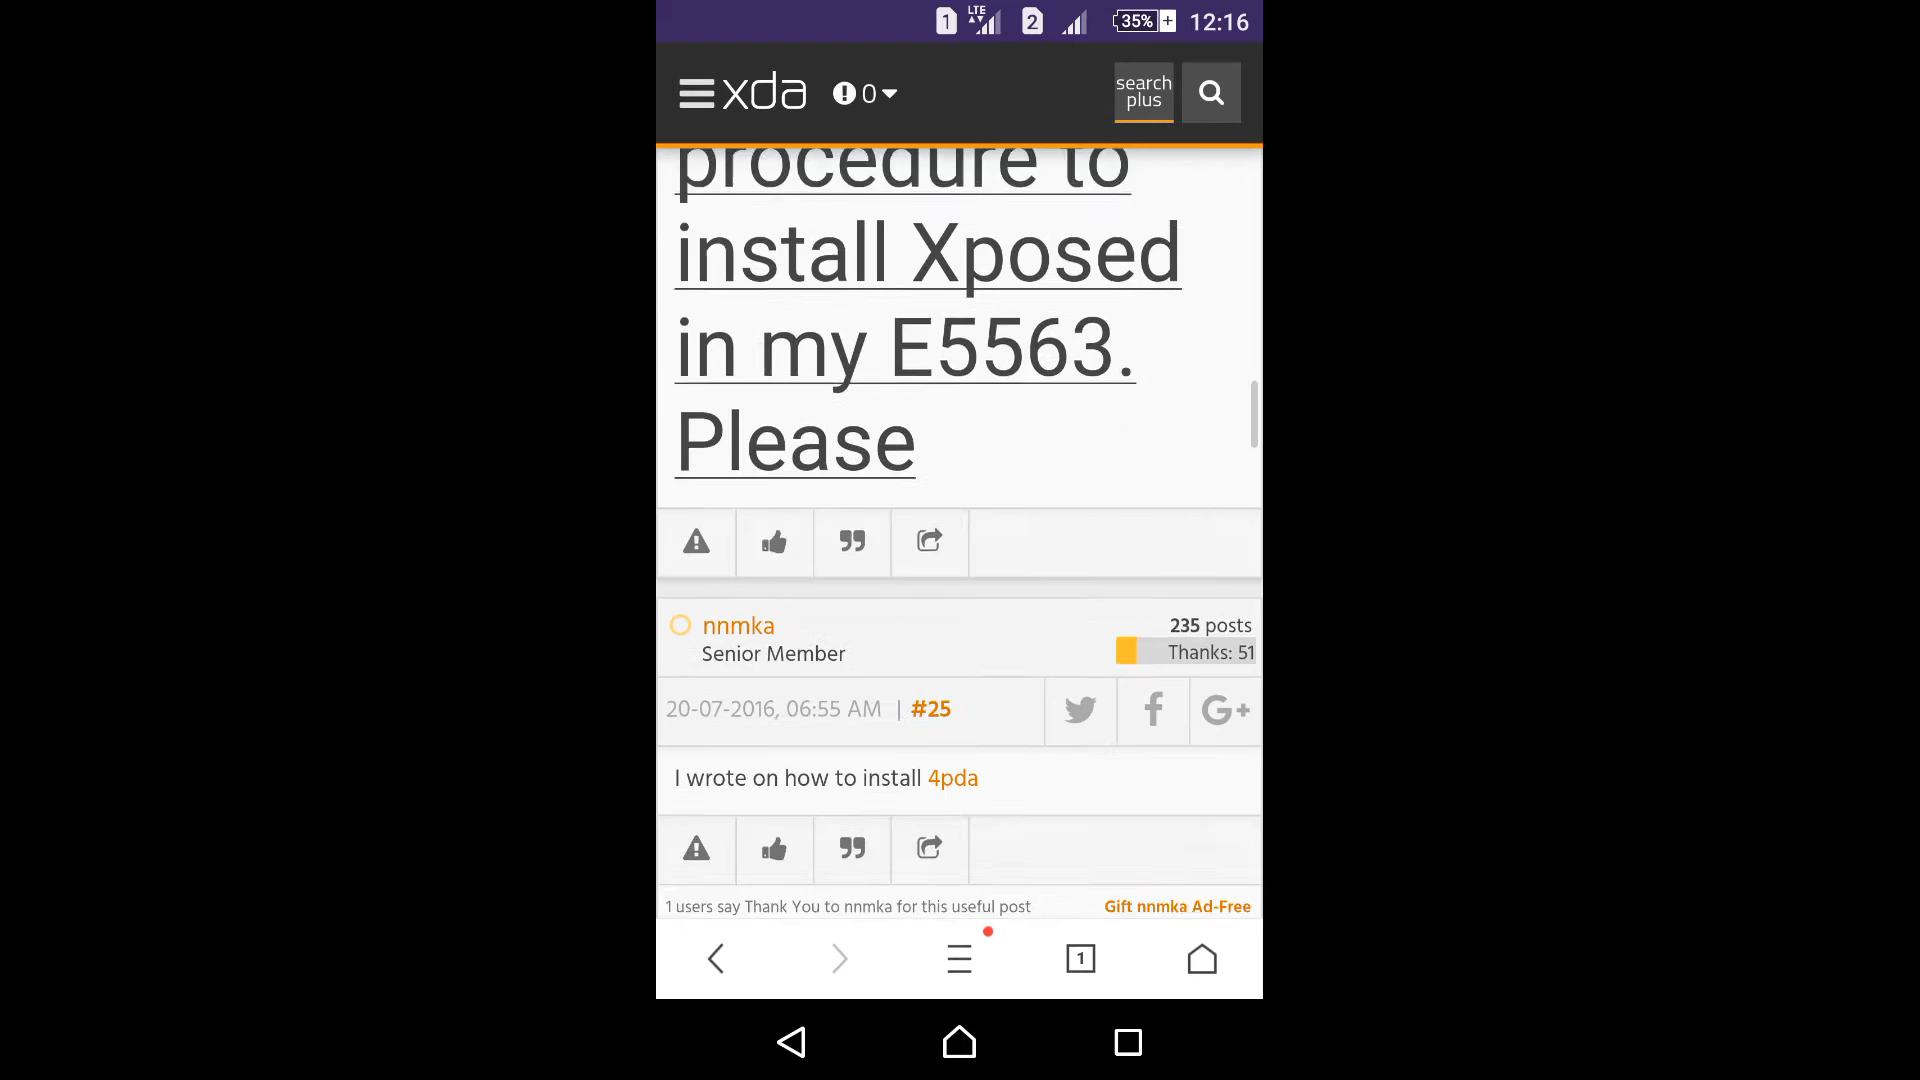 1 LTE 2 35% 12:16
xda 0 search plus
procedure to
install Xposed
in my E5563.
Please
nnmka 235 posts
Senior Member Thanks: 51
20-07-2016, 06:55 AM | #25
I wrote on how to install 4pda
1 users say Thank You to nnmka for this useful post Gift nnmka Ad-Free
1